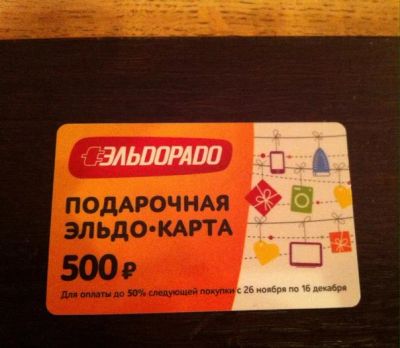 ЭЛЬДОРАДО
ПОДАРОЧНАЯ
ЭЛЬДО•КАРТА
500 ₽
Для оплаты до 50% следующей покупки с 26 ноября по 16 декабря